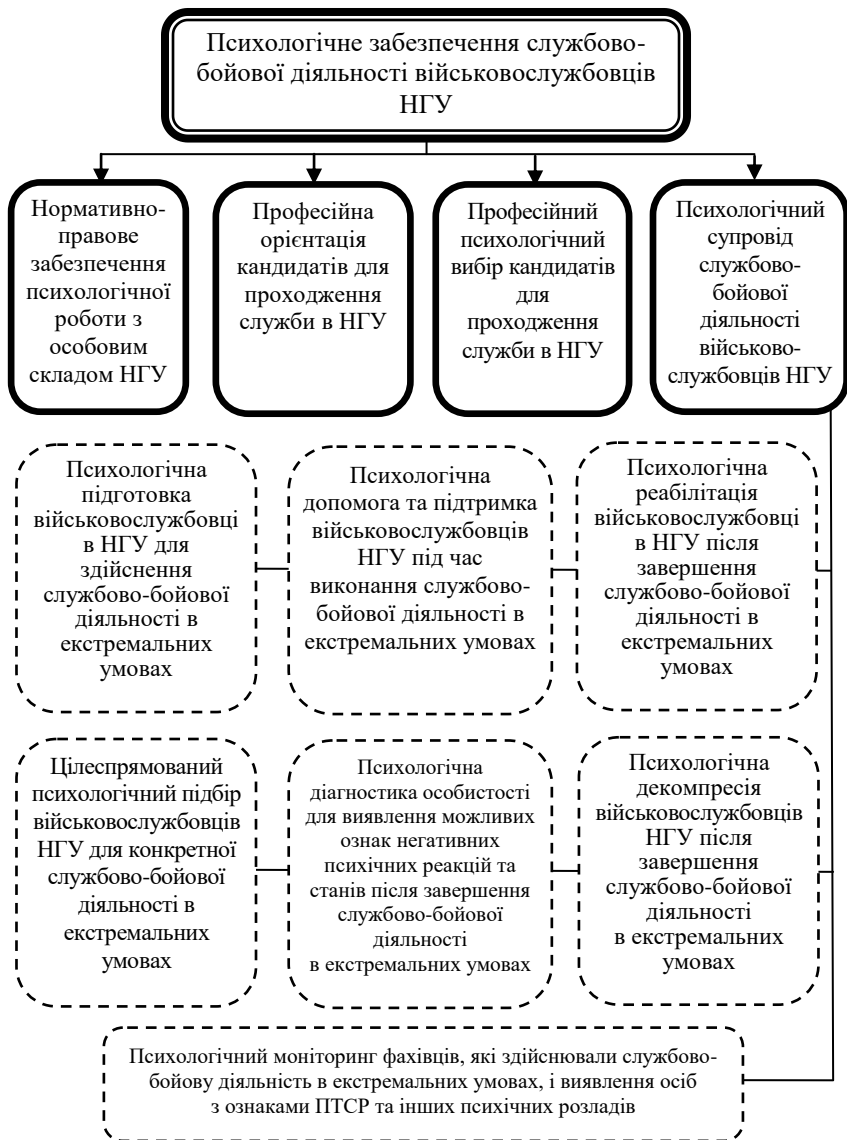 Психологічне забезпечення службово-
бойової діяльності військовослужбовців
НГУ
Нормативно-
правове
забезпечення
психологічної
роботи з
особовим
складом НГУ
Професійна
орієнтація
кандидатів для
проходження
служби в НГУ
Професійний
психологічний
вибір кандидатів
для
проходження
служби в НГУ
Психологічний
супровід
службово-
бойової
діяльності
військово-
службовців НГУ
Психологічна
підготовка
військовослужбовці
в НГУ для
здійснення
службово-бойової
діяльності в
екстремальних
умовах
Психологічна
допомога та підтримка
військовослужбовців
НГУ під час
виконання службово-
бойової діяльності в
екстремальних умовах
Психологічна
реабілітація
військовослужбовці
в НГУ після
завершення
службово-бойової
діяльності в
екстремальних
умовах
Цілеспрямований
психологічний підбір
військовослужбовців
НГУ для конкретної
службово-бойової
діяльності в
екстремальних
умовах
Психологічна
діагностика особистості
для виявлення можливих
ознак негативних
психічних реакцій та
станів після завершення
службово-бойової
діяльності
в екстремальних умовах
Психологічна
декомпресія
військовослужбовців
НГУ після
завершення
службово-бойової
діяльності
в екстремальних
умовах
Психологічний моніторинг фахівців, які здійснювали службово-
бойову діяльність в екстремальних умовах, і виявлення осіб
з ознаками ПТСР та інших психічних розладів